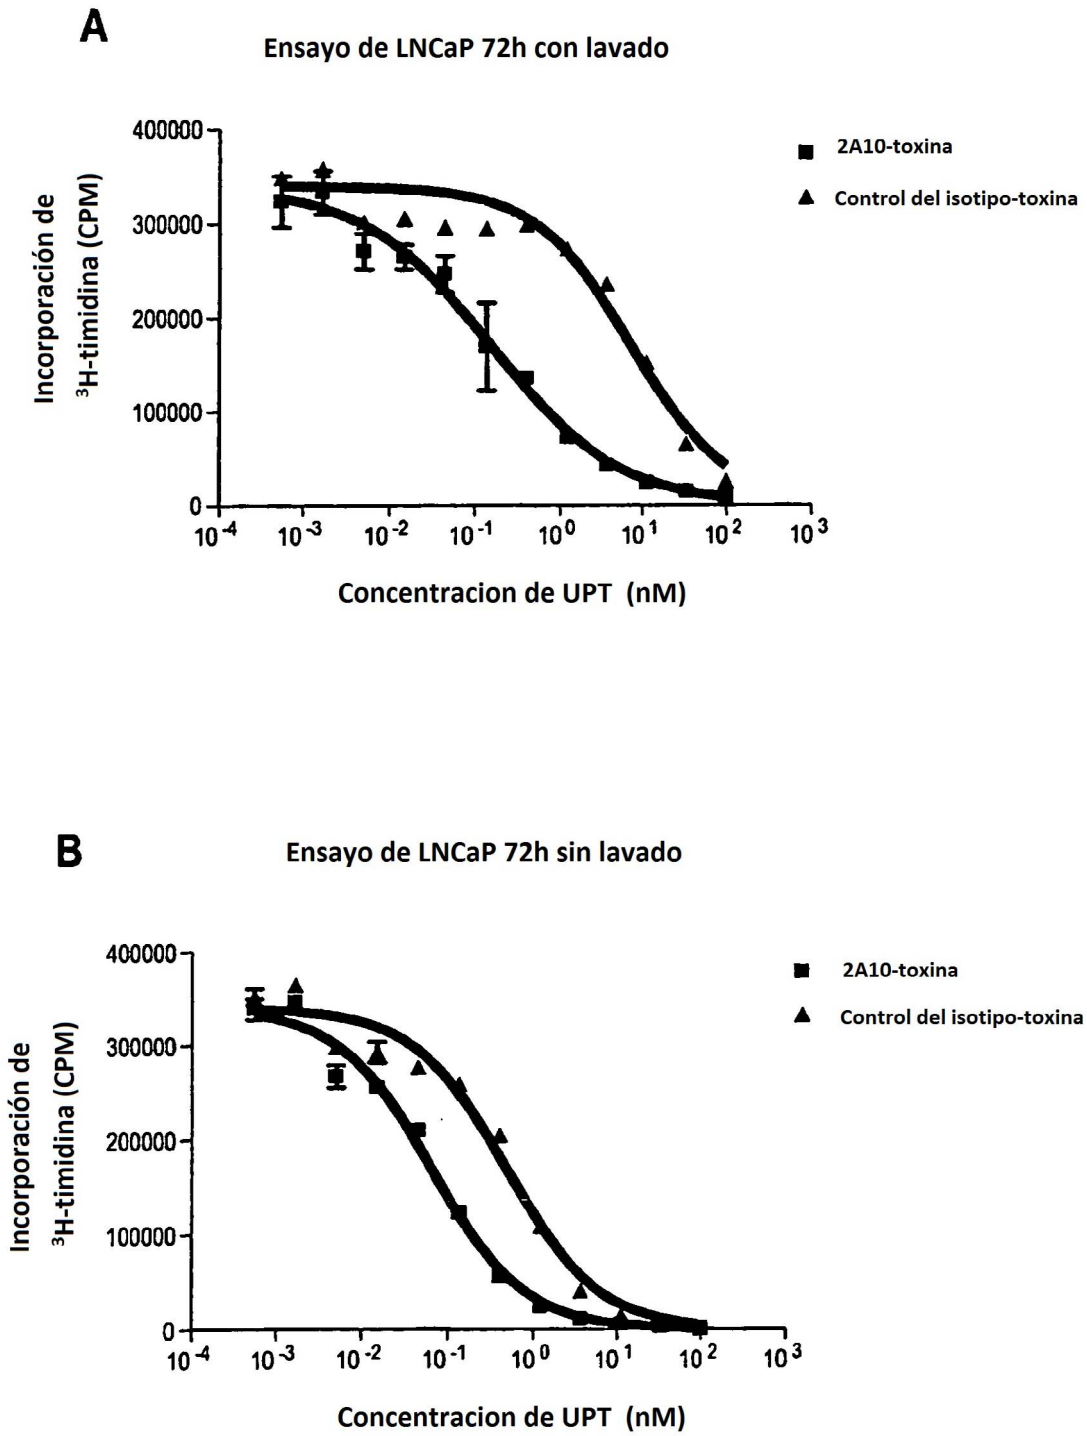 A
Ensayo de LNCaP 72h con lavado
400000
300000
200000
100000
0
Incorporación de
³H-timidina (CPM)
2A10-toxina
Control del isotipo-toxina
10⁻⁴ 10⁻³ 10⁻² 10⁻¹ 10⁰ 10¹ 10² 10³
Concentracion de UPT (nM)
B
Ensayo de LNCaP 72h sin lavado
400000
300000
200000
100000
0
Incorporación de
³H-timidina (CPM)
2A10-toxina
Control del isotipo-toxina
10⁻⁴ 10⁻³ 10⁻² 10⁻¹ 10⁰ 10¹ 10² 10³
Concentracion de UPT (nM)